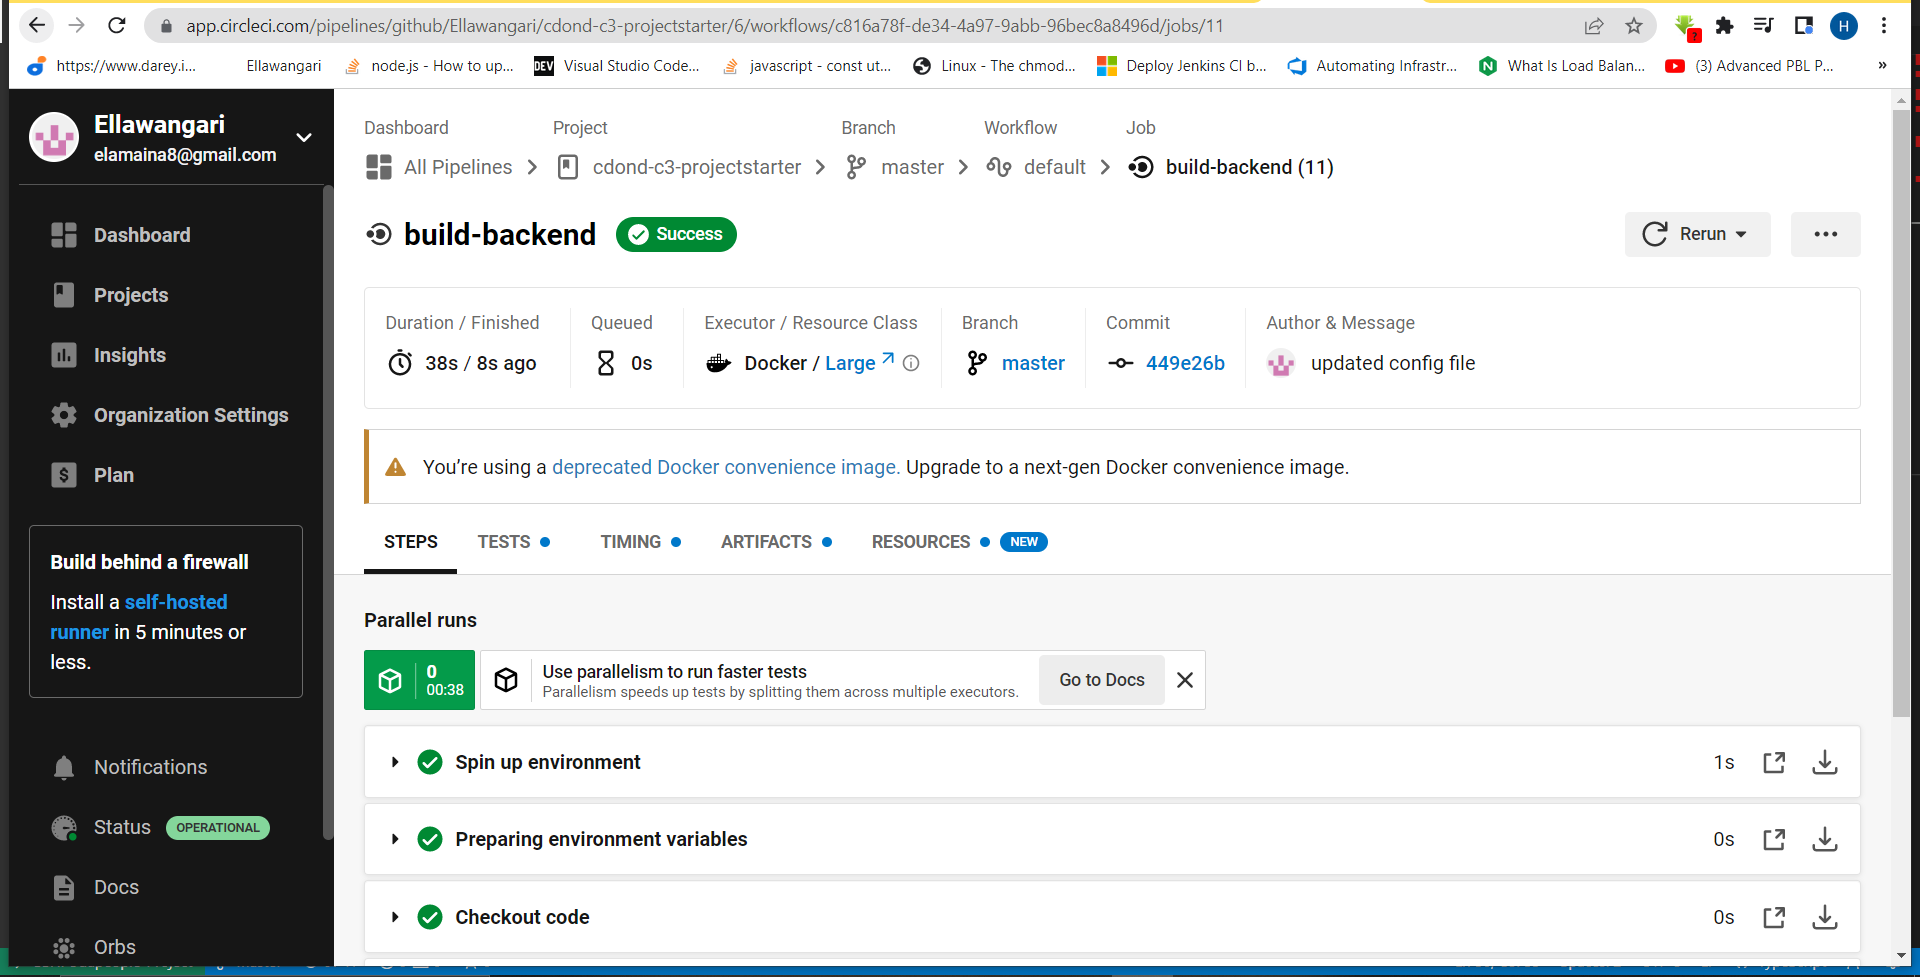 app.circleci.com/pipelines/github/Ellawangari/cdond-c3-projectstarter/6/workflows/c816a78f-de34-4a97-9abb-96bec8a8496d/jobs/11
H
https://www.darey.i...
Ellawangari
node.js - How to up...
DEV
Visual Studio Code...
javascript - const ut...
Linux - The chmod...
Deploy Jenkins CI b...
Automating Infrastr...
What Is Load Balan...
(3) Advanced PBL P...
»
Ellawangari
elamaina8@gmail.com
Dashboard
Projects
Insights
Organization Settings
Plan
Build behind a firewall
Install a self-hosted
runner in 5 minutes or
less.
Notifications
Status OPERATIONAL
Docs
Orbs
Dashboard Project Branch Workflow Job
All Pipelines cdond-c3-projectstarter master default build-backend (11)
build-backend Success
Rerun
Duration / Finished Queued Executor / Resource Class Branch Commit Author & Message
38s / 8s ago 0s Docker / Large master 449e26b updated config file
You’re using a deprecated Docker convenience image. Upgrade to a next-gen Docker convenience image.
STEPS TESTS TIMING ARTIFACTS RESOURCES NEW
Parallel runs
0
00:38
Use parallelism to run faster tests
Parallelism speeds up tests by splitting them across multiple executors.
Go to Docs
Spin up environment 1s
Preparing environment variables 0s
Checkout code 0s